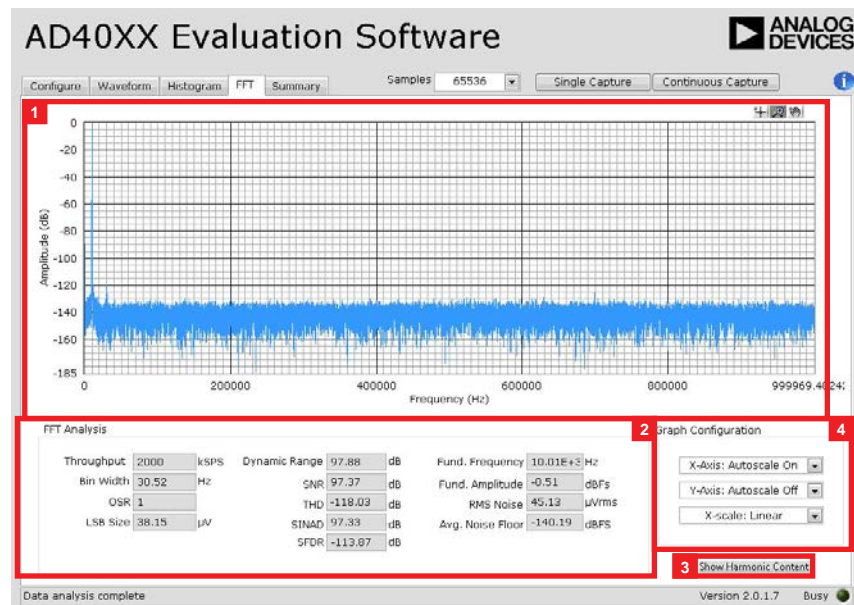 AD40XX Evaluation Software
ANALOG DEVICES
Configure Waveform Histogram FFT Summary
Samples 65536 Single Capture Continuous Capture
1
0
-20
-40
-60
-80
-100
-120
-140
-160
-185
Amplitude (dB)
0 200000 400000 600000 800000
Frequency (Hz)
2
4
FFT Analysis
Throughput 2000 kSPS
Bin Width 30.52 Hz
OSR 1
LSB Size 38.15 µV
Dynamic Range 97.88 dB
SNR 97.37 dB
THD -118.03 dB
SINAD 97.33 dB
SFDR -113.87 dB
Fund. Frequency 10.01E+3 Hz
Fund. Amplitude -0.51 dBFs
RMS Noise 45.13 µVrms
Avg. Noise Floor -140.19 dBFS
Graph Configuration
X-Axis: Autoscale On
Y-Axis: Autoscale Off
X-scale: Linear
3 Show Harmonic Content
Data analysis complete
Version 2.0.1.7 Busy